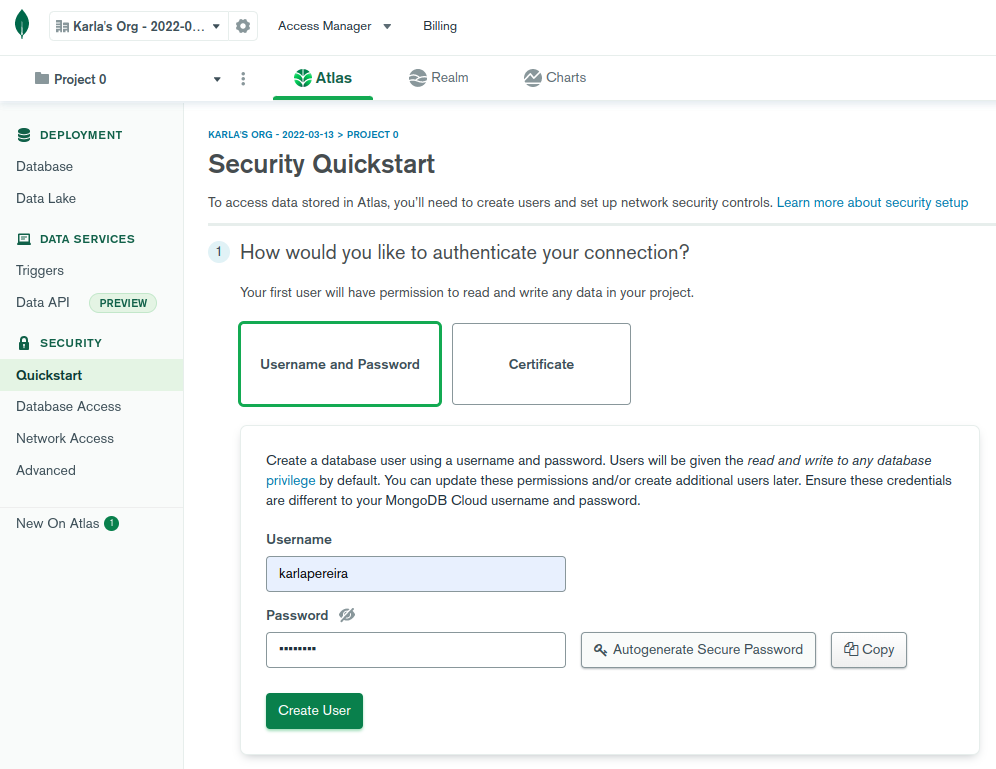 Karla's Org - 2022-0...
Access Manager
Billing
Project 0
Atlas
Realm
Charts
DEPLOYMENT
Database
Data Lake
DATA SERVICES
Triggers
Data API PREVIEW
SECURITY
Quickstart
Database Access
Network Access
Advanced
New On Atlas 1
KARLA'S ORG - 2022-03-13 > PROJECT 0
Security Quickstart
To access data stored in Atlas, you'll need to create users and set up network security controls. Learn more about security setup
1 How would you like to authenticate your connection?
Your first user will have permission to read and write any data in your project.
Username and Password
Certificate
Create a database user using a username and password. Users will be given the read and write to any database
privilege by default. You can update these permissions and/or create additional users later. Ensure these credentials
are different to your MongoDB Cloud username and password.
Username
karlapereira
Password
••••••••
Autogenerate Secure Password
Copy
Create User